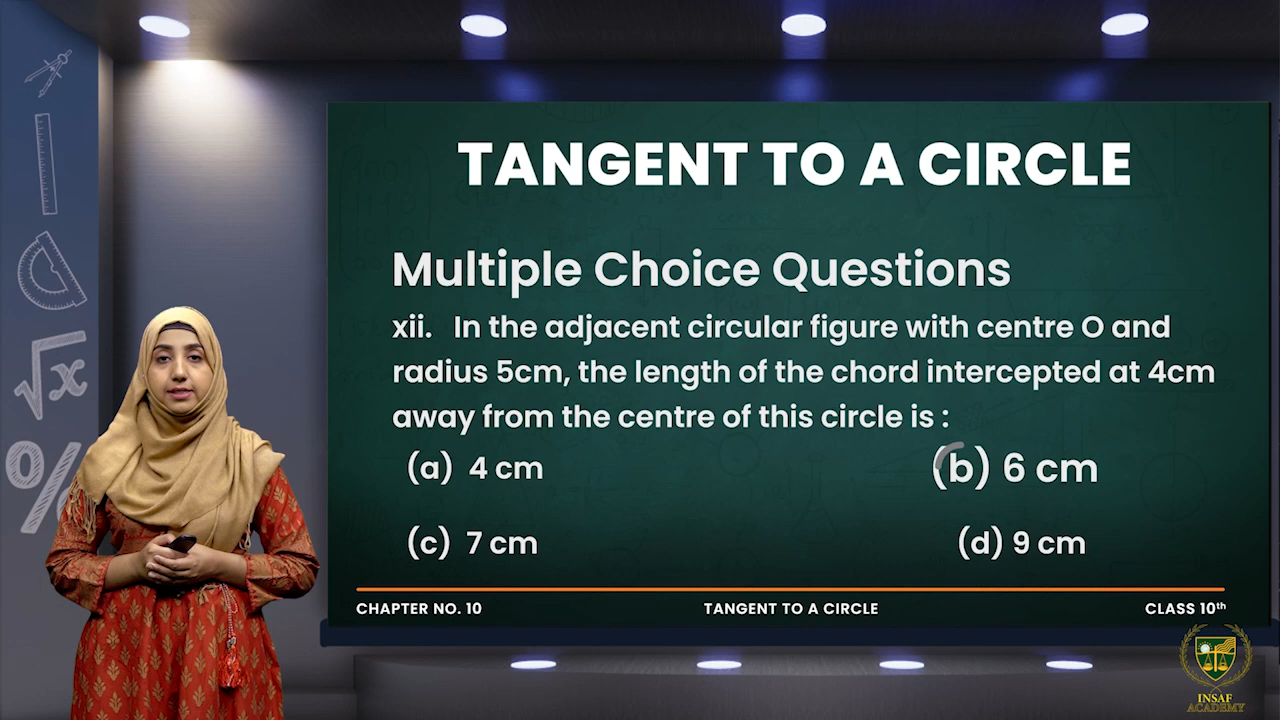 TANGENT TO A CIRCLE
Multiple Choice Questions
xii. In the adjacent circular figure with centre O and
radius 5cm, the length of the chord intercepted at 4cm
away from the centre of this circle is :
(a) 4 cm
(b) 6 cm
(c) 7 cm
(d) 9 cm
CHAPTER NO. 10
TANGENT TO A CIRCLE
CLASS 10th
√x
%
INSAF
ACADEMY